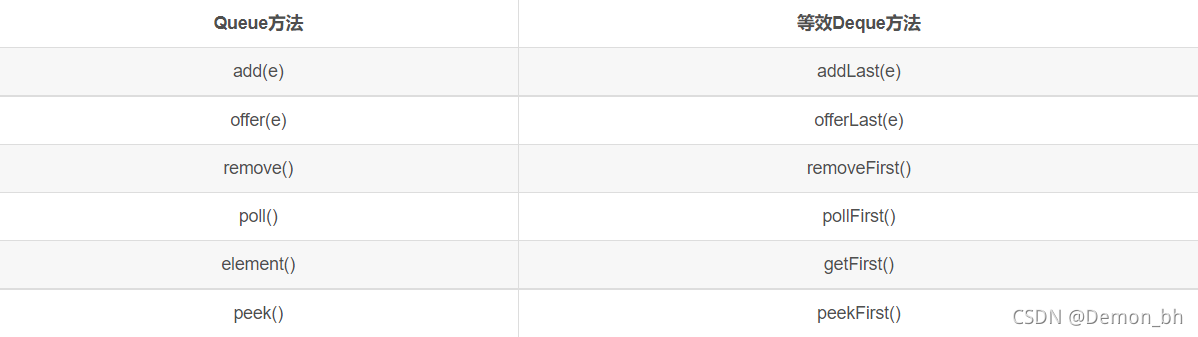 Queue方法 等效Deque方法
add(e) addLast(e)
offer(e) offerLast(e)
remove() removeFirst()
poll() pollFirst()
element() getFirst()
peek() peekFirst()
CSDN @Demon_bh